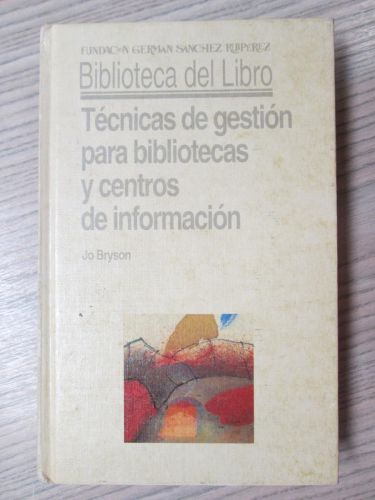 FUNDACION GERMAN SANCHEZ RUIPEREZ
Biblioteca del Libro
Técnicas de gestión
para bibliotecas
y centros
de información
Jo Bryson